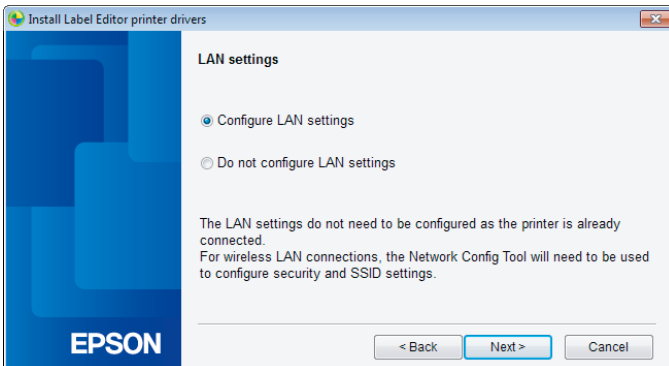 Install Label Editor printer drivers
LAN settings
Configure LAN settings
Do not configure LAN settings
The LAN settings do not need to be configured as the printer is already
connected.
For wireless LAN connections, the Network Config Tool will need to be used
to configure security and SSID settings.
EPSON
< Back
Next >
Cancel